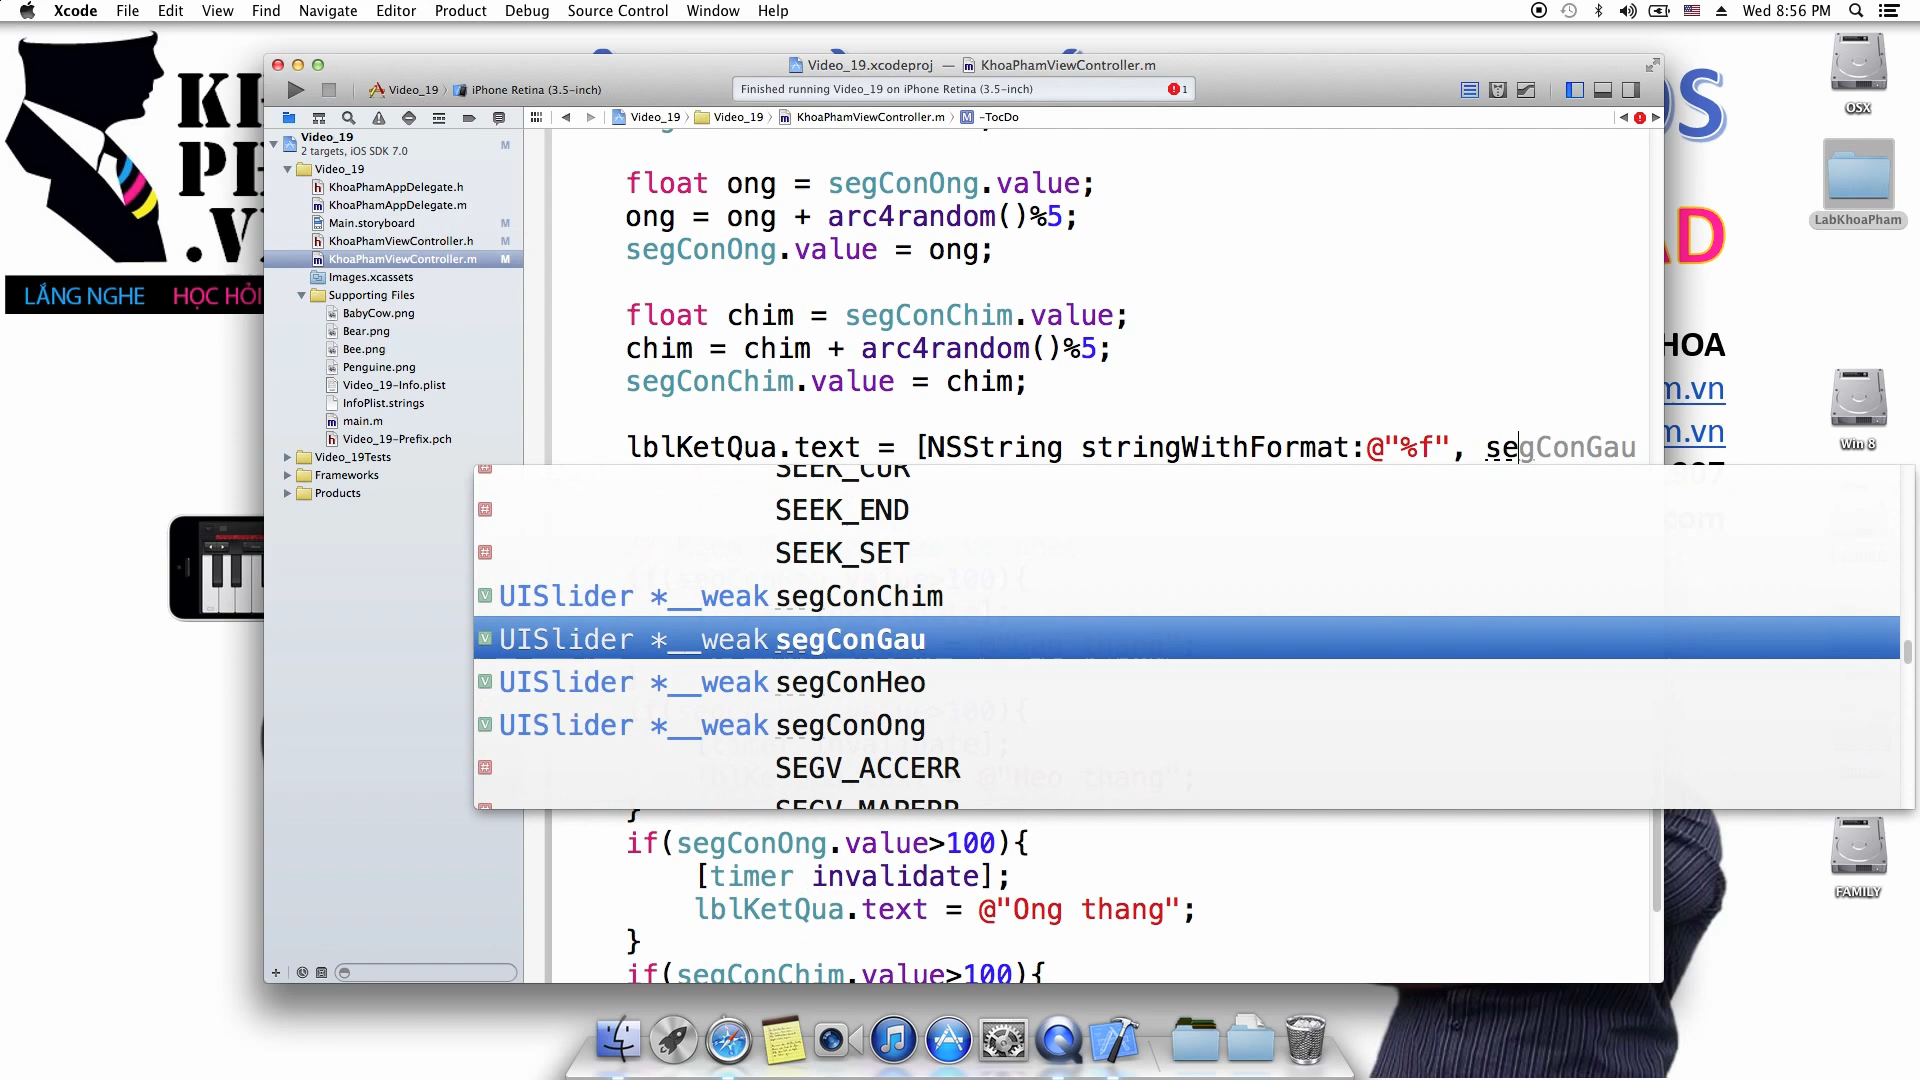 Xcode File Edit View Find Navigate Editor Product Debug Source Control Window Help
Wed 8:56 PM
Video_19.xcodeproj — KhoaPhamViewController.m
Video_19 iPhone Retina (3.5-inch)
Finished running Video_19 on iPhone Retina (3.5-inch)
1
Video_19 Video_19 KhoaPhamViewController.m -TocDo
Video_19 M
2 targets, iOS SDK 7.0
Video_19
KhoaPhamAppDelegate.h
KhoaPhamAppDelegate.m
Main.storyboard M
KhoaPhamViewController.h M
KhoaPhamViewController.m M
Images.xcassets
Supporting Files
BabyCow.png
Bear.png
Bee.png
Penguine.png
Video_19-Info.plist
InfoPlist.strings
main.m
Video_19-Prefix.pch
Video_19Tests
Frameworks
Products
float ong = segConOng.value;
ong = ong + arc4random()%5;
segConOng.value = ong;
float chim = segConChim.value;
chim = chim + arc4random()%5;
segConChim.value = chim;
lblKetQua.text = [NSString stringWithFormat:@"%f", segConGau
SEEK_CUR
SEEK_END
SEEK_SET
UISlider *__weak segConChim
UISlider *__weak segConGau
UISlider *__weak segConHeo
UISlider *__weak segConOng
SEGV_ACCERR
SEGV_MAPERR
}
if(segConOng.value>100){
[timer invalidate];
lblKetQua.text = @"Ong thang";
}
if(segConChim.value>100){
LẮNG NGHE HỌC HỎI
OSX
LabKhoaPham
Win 8
FAMILY